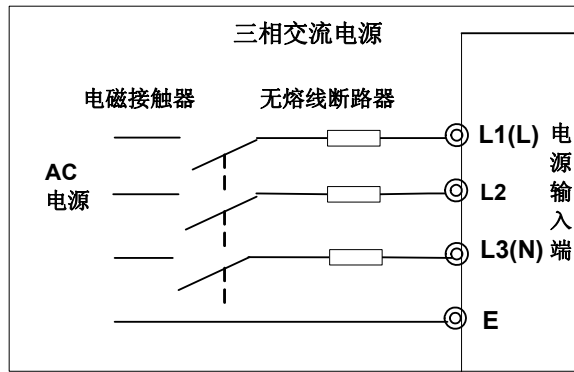 三相交流电源
电磁接触器
无熔线断路器
L1(L)
AC
电源
L2
L3(N)
E
电
源
输
入
端